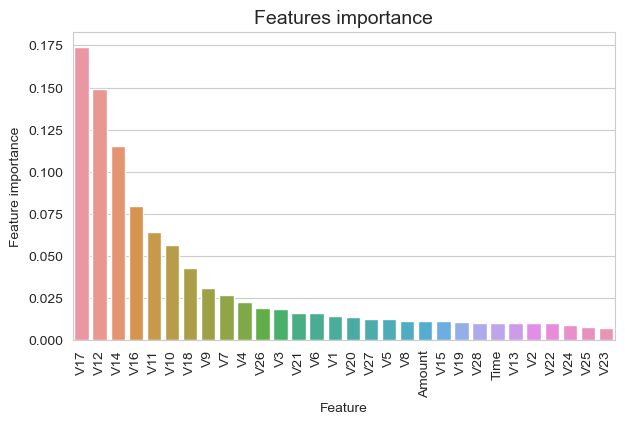 Features importance
Feature importance
0.175
0.150
0.125
0.100
0.075
0.050
0.025
0.000
V17 V12 V14 V16 V11 V10 V18 V9 V7 V4 V26 V3 V21 V6 V1 V20 V27 V5 V8 Amount V15 V19 V28 Time V13 V2 V22 V24 V25 V23
Feature